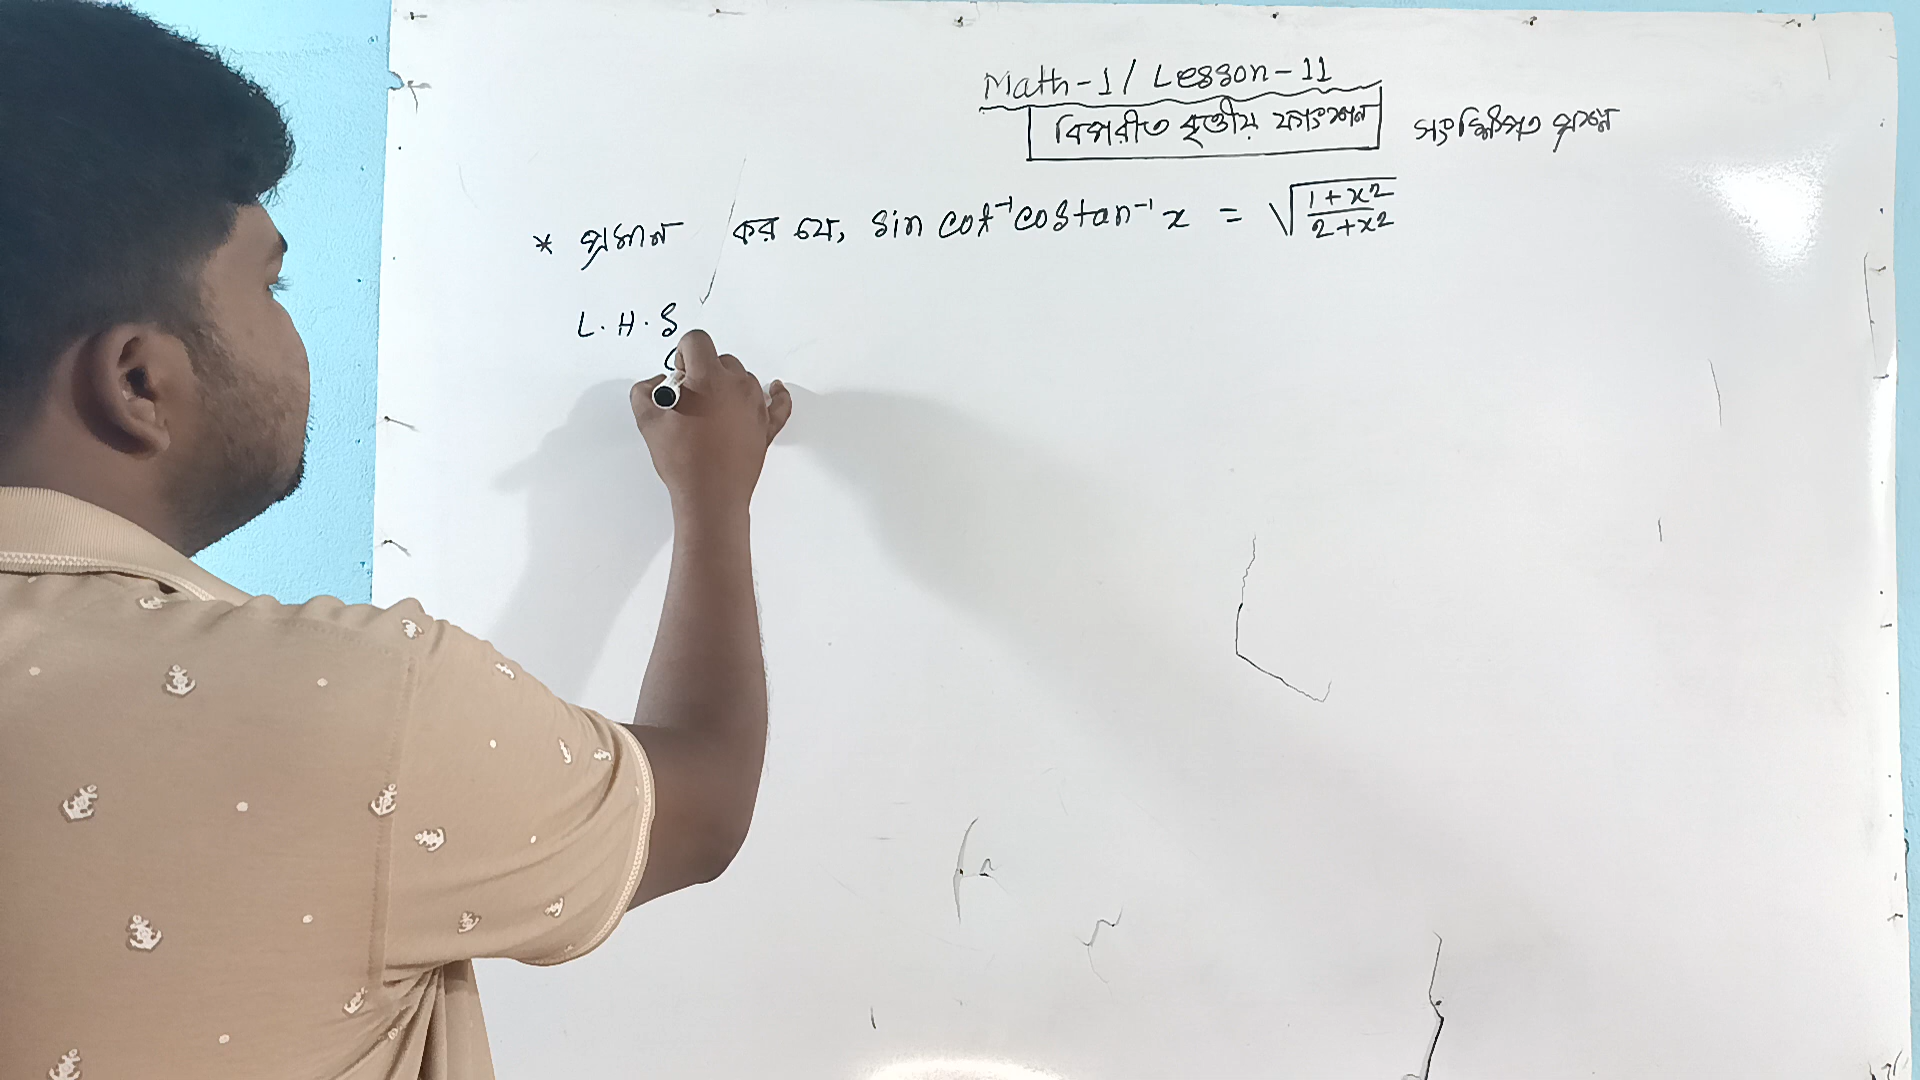 Math-1 / Lesson-11
বিপরীত বৃত্তীয় ফাংশন সংক্ষিপ্ত প্রশ্ন
* প্রমান কর যে, sin cot⁻¹ cos tan⁻¹ x = √((1+x2)/(2+x2))
L.H.S